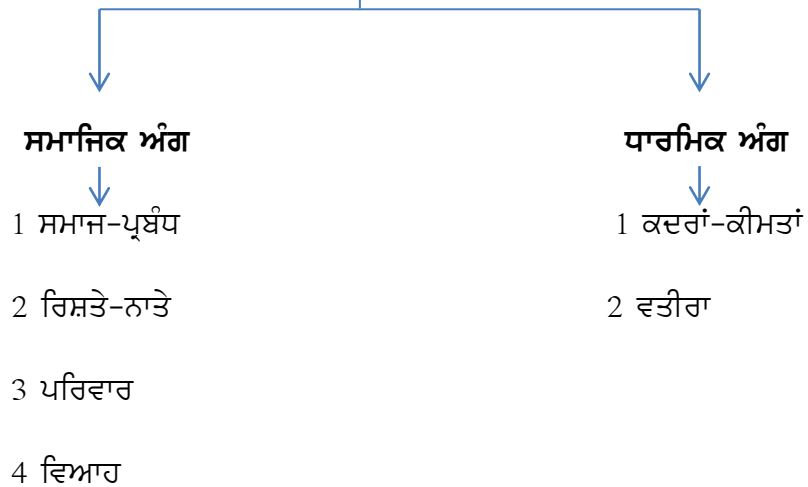 ਸਮਾਜਿਕ ਅੰਗ
1 ਸਮਾਜ-ਪ੍ਰਬੰਧ
2 ਰਿਸ਼ਤੇ-ਨਾਤੇ
3 ਪਰਿਵਾਰ
4 ਵਿਆਹ
ਧਾਰਮਿਕ ਅੰਗ
1 ਕਦਰਾਂ-ਕੀਮਤਾਂ
2 ਵਤੀਰਾ